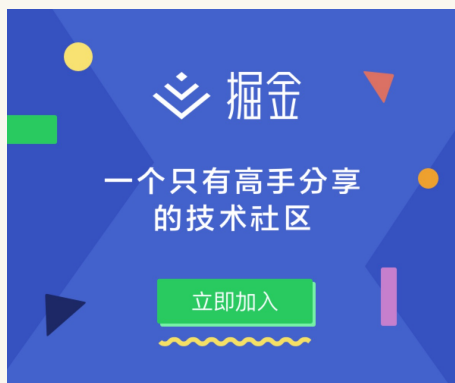 掘金
一个只有高手分享
的技术社区
立即加入